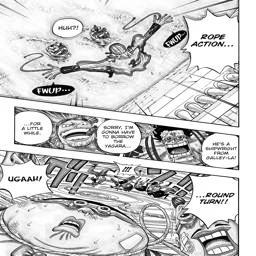 ROPE
ACTION...
HUH?!
FWUP...
FWUP...
HE'S A
SHIPWRIGHT
FROM
GALLEY-LA!
SORRY, I'M
GONNA HAVE
TO BORROW
THE
YAGARA...
...FOR
A LITTLE
WHILE.
!!!
...ROUND
TURN!!
UGAAH!